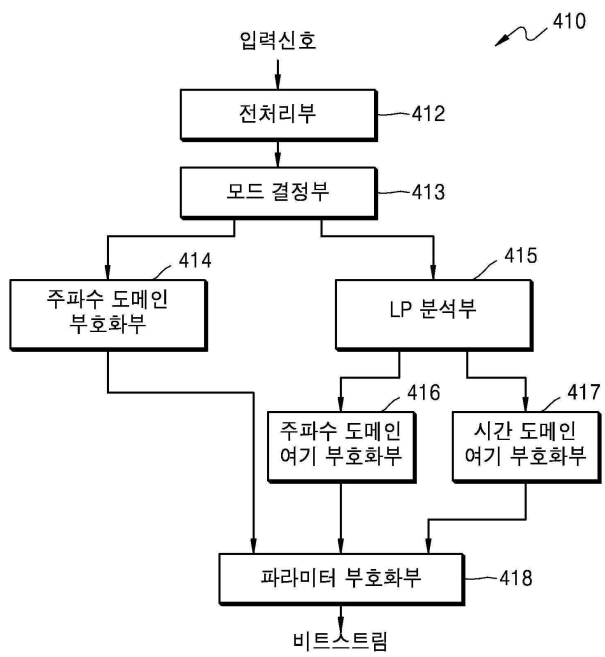 410
입력신호
전처리부
412
모드 결정부
413
414
주파수 도메인
부호화부
415
LP 분석부
416
주파수 도메인
여기 부호화부
417
시간 도메인
여기 부호화부
파라미터 부호화부
418
비트스트림